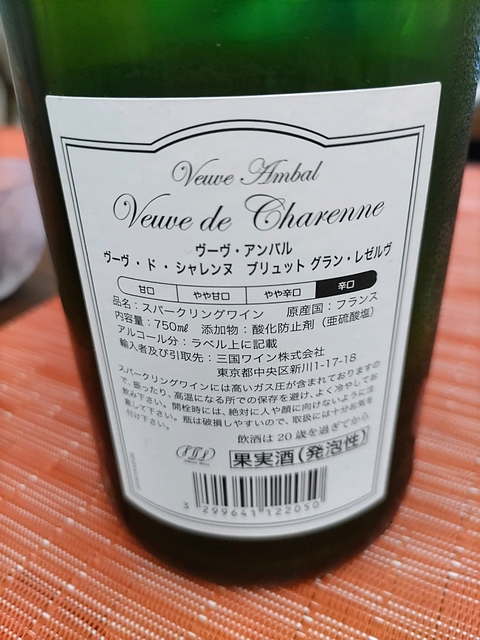 Veuve Ambal
Veuve de Charenne
ヴーヴ・アンバル
ヴーヴ・ド・シャレンヌ ブリュット グラン・レゼルヴ
甘口 やや甘口 やや辛口 辛口
品名：スパークリングワイン 原産国：フランス
内容量：750㎖ 添加物：酸化防止剤（亜硫酸塩）
アルコール分：ラベル上に記載
輸入者及び引取先：三国ワイン株式会社
東京都中央区新川1-17-18
スパークリングワインには高いガス圧が含まれておりますの
で、振ったり、高温になる所での保存を避け、よく冷やしてお
飲み下さい。開栓時には、絶対に人や顔に向けないように注
意して下さい。瓶は破損しやすいので、取扱には十分お気を
付け下さい。
飲酒は20歳を過ぎてから
果実酒（発泡性）
3 299641 122050